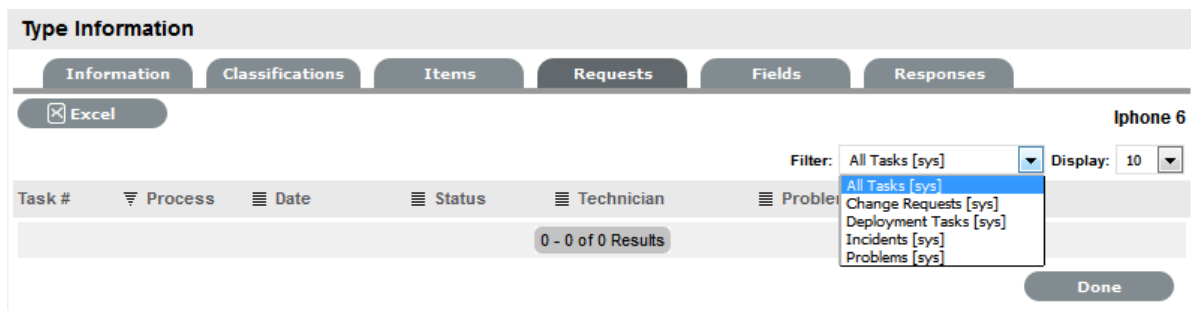 Type Information
Information Classifications Items Requests Fields Responses
Excel
Iphone 6
Filter: All Tasks [sys] Display: 10
Task # Process Date Status Technician Problem
All Tasks [sys]
Change Requests [sys]
Deployment Tasks [sys]
Incidents [sys]
Problems [sys]
0 - 0 of 0 Results
Done